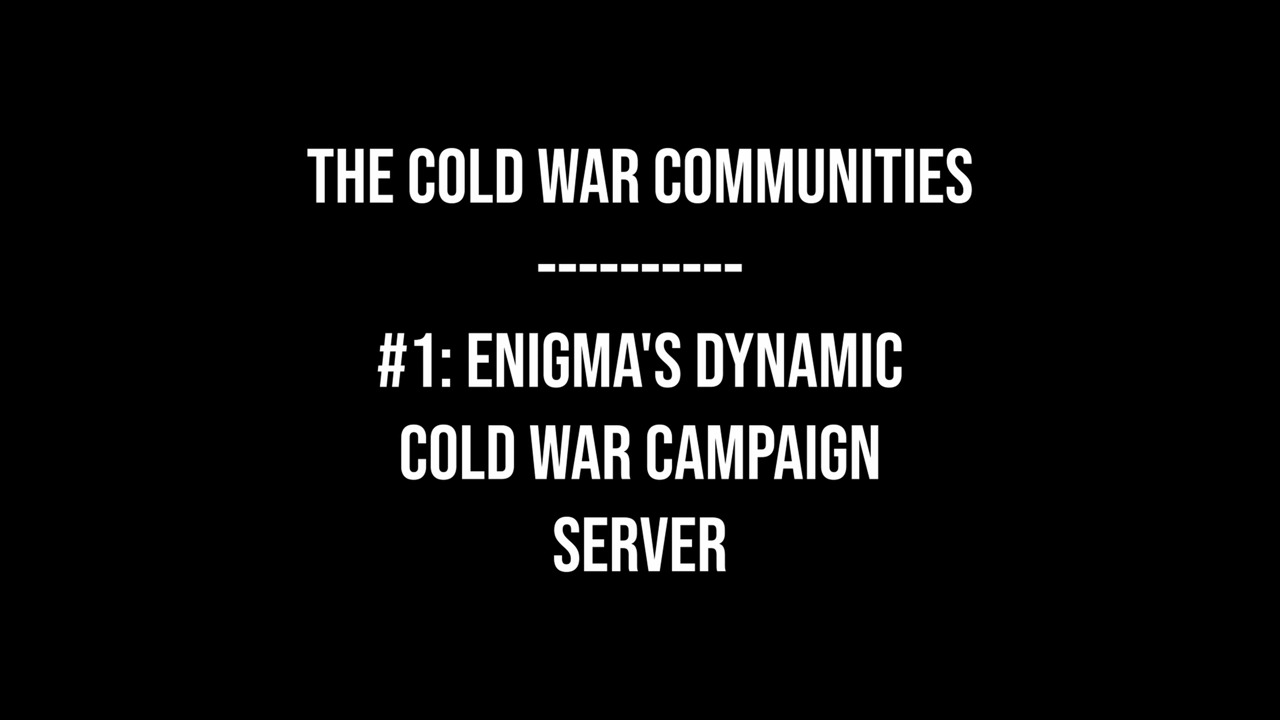 THE COLD WAR COMMUNITIES
----------
#1: ENIGMA'S DYNAMIC
COLD WAR CAMPAIGN
SERVER